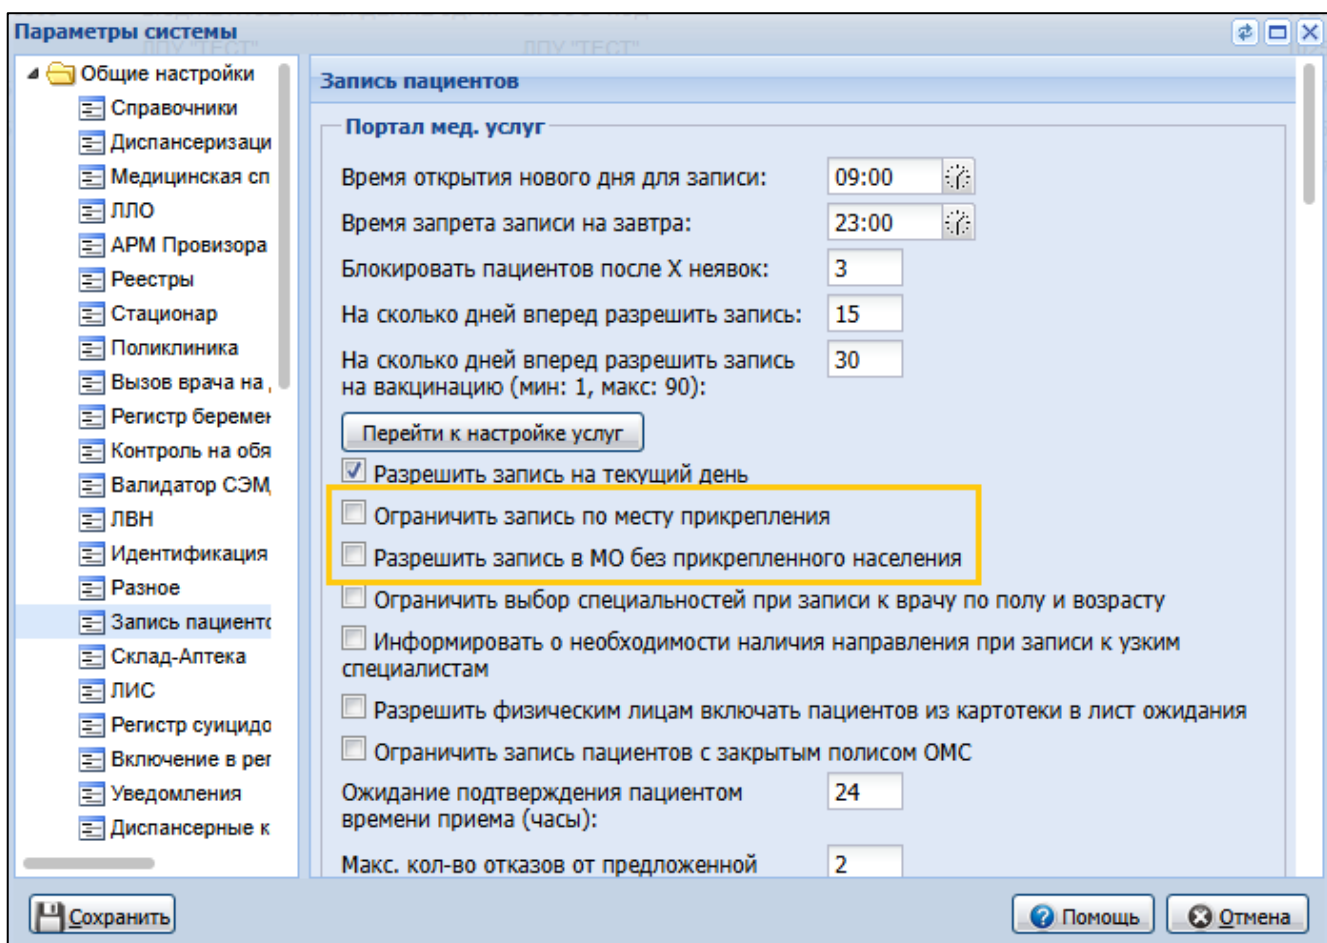 Параметры системы
Общие настройки
Справочники
Диспансеризаци
Медицинская сп
ЛЛО
АРМ Провизора
Реестры
Стационар
Поликлиника
Вызов врача на
Регистр беремен
Контроль на обя
Валидатор СЭМ
ЛВН
Идентификация
Разное
Запись пациенто
Склад-Аптека
ЛИС
Регистр суицидо
Включение в рег
Уведомления
Диспансерные к
Запись пациентов
Портал мед. услуг
Время открытия нового дня для записи: 09:00
Время запрета записи на завтра: 23:00
Блокировать пациентов после X неявок: 3
На сколько дней вперед разрешить запись: 15
На сколько дней вперед разрешить запись 30
на вакцинацию (мин: 1, макс: 90):
Перейти к настройке услуг
Разрешить запись на текущий день
Ограничить запись по месту прикрепления
Разрешить запись в МО без прикрепленного населения
Ограничить выбор специальностей при записи к врачу по полу и возрасту
Информировать о необходимости наличия направления при записи к узким
специалистам
Разрешить физическим лицам включать пациентов из картотеки в лист ожидания
Ограничить запись пациентов с закрытым полисом ОМС
Ожидание подтверждения пациентом 24
времени приема (часы):
Макс. кол-во отказов от предложенной 2
Сохранить
Помощь
Отмена